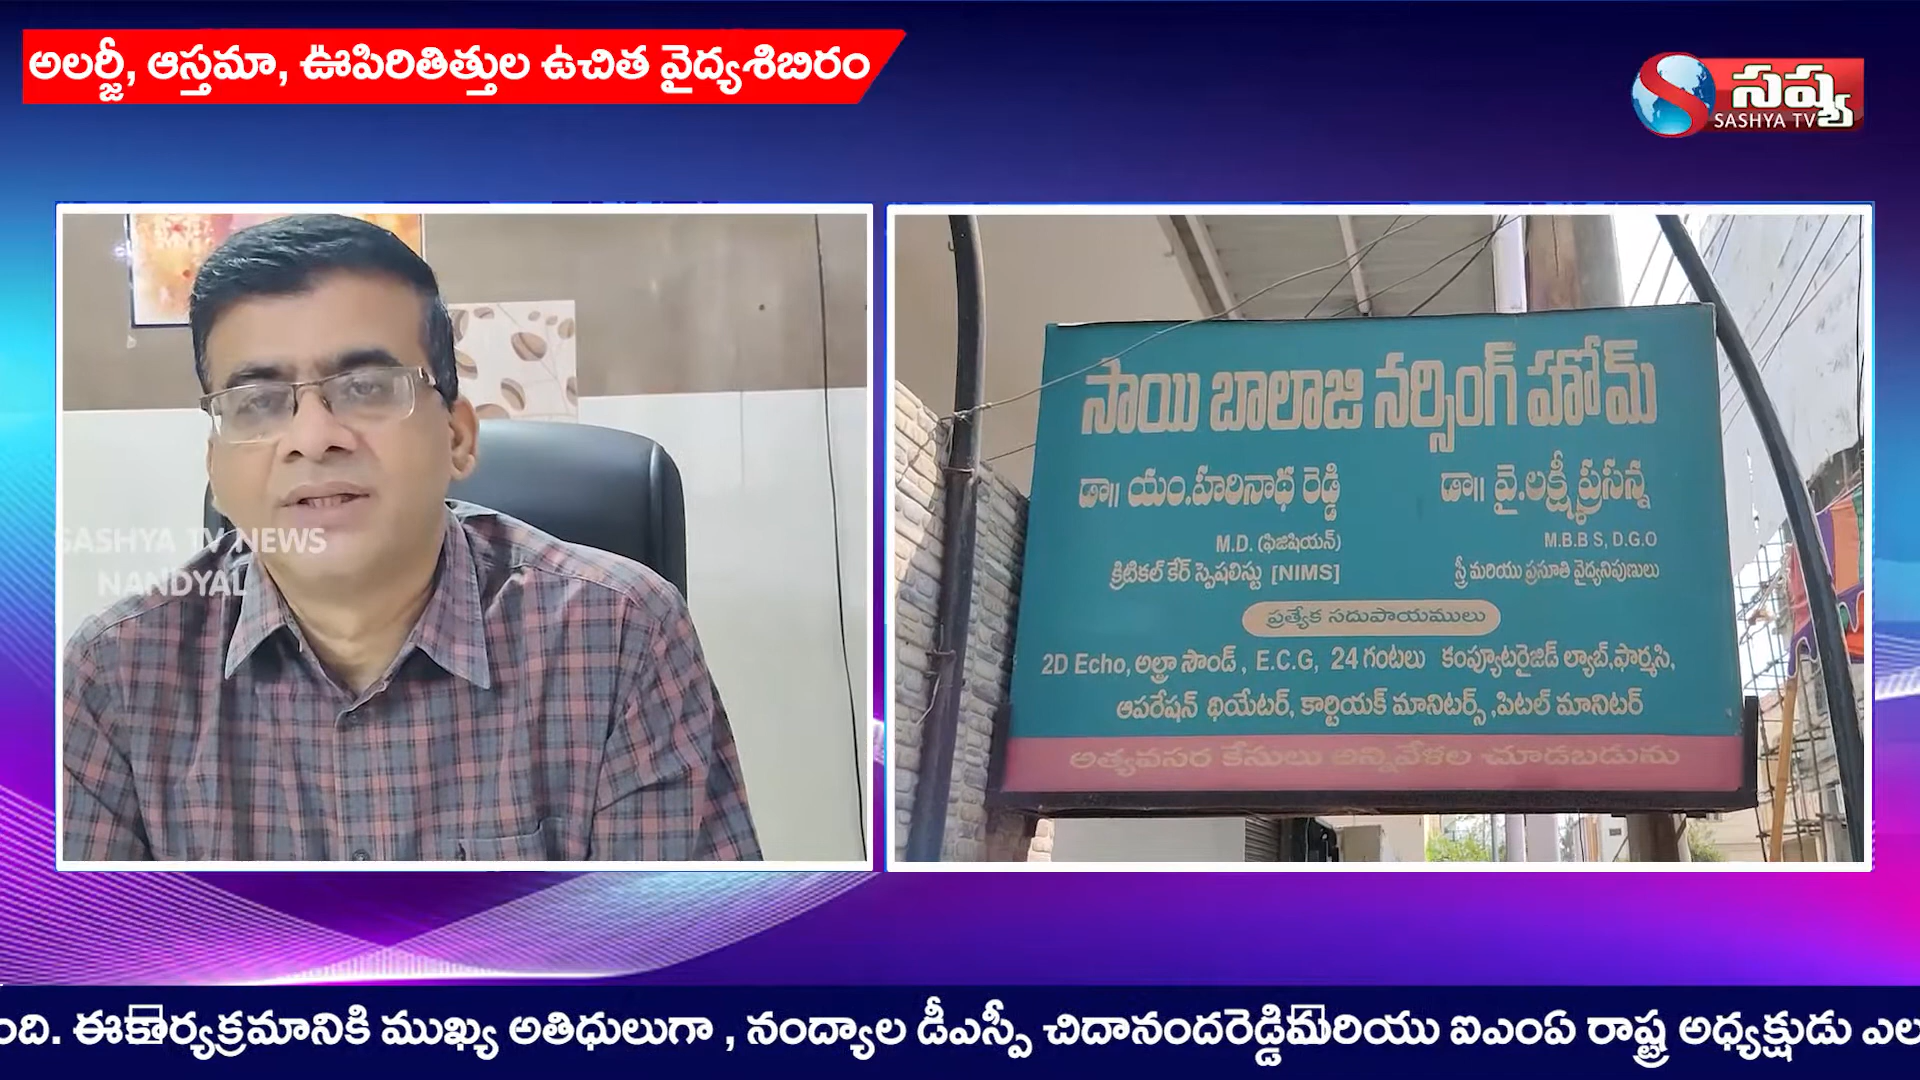 అలర్జీ, ఆస్తమా, ఊపిరితిత్తుల ఉచిత వైద్యశిబిరం
సష్య
SASHYA TV
SASHYA TV NEWS
NANDYAL
సాయి బాలాజి నర్సింగ్ హోమ్
డా|| యం.హరినాథ రెడ్డి
డా|| వై.లక్ష్మీప్రసన్న
M.D. (ఫిజిషియన్)
M.B.B S, D.G.O
క్రిటికల్ కేర్ స్పెషలిస్టు [NIMS]
స్త్రీ మరియు ప్రసూతి వైద్యనిపుణులు
ప్రత్యేక సదుపాయములు
2D Echo, అల్ట్రా సౌండ్, E.C.G, 24 గంటలు కంప్యూటరైజిడ్ ల్యాబ్,ఫార్మసి,
ఆపరేషన్ థియేటర్, కార్టియక్ మానిటర్స్ ,పిటల్ మానిటర్
అత్యవసర కేసులు అన్నివేళల చూడబడును
ంది. ఈ కార్యక్రమానికి ముఖ్య అతిధులుగా , నంద్యాల డీఎస్పీ చిదానందరెడ్డి మరియు ఐఎంఏ రాష్ట్ర అధ్యక్షుడు ఎల